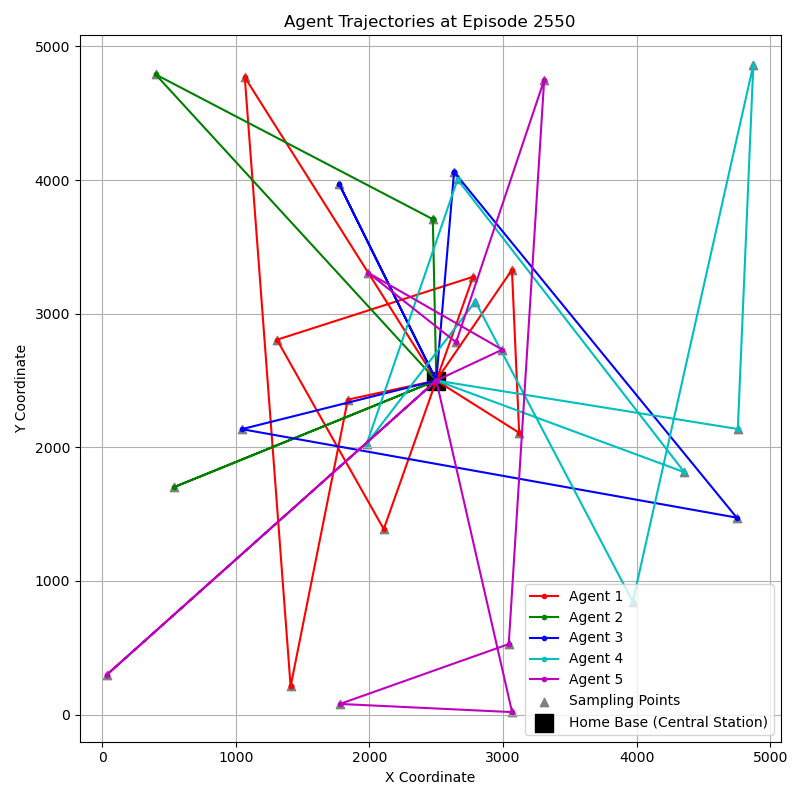 Agent Trajectories at Episode 2550
5000
4000
3000
2000
1000
0
Y Coordinate
0 1000 2000 3000 4000 5000
X Coordinate
Agent 1
Agent 2
Agent 3
Agent 4
Agent 5
Sampling Points
Home Base (Central Station)